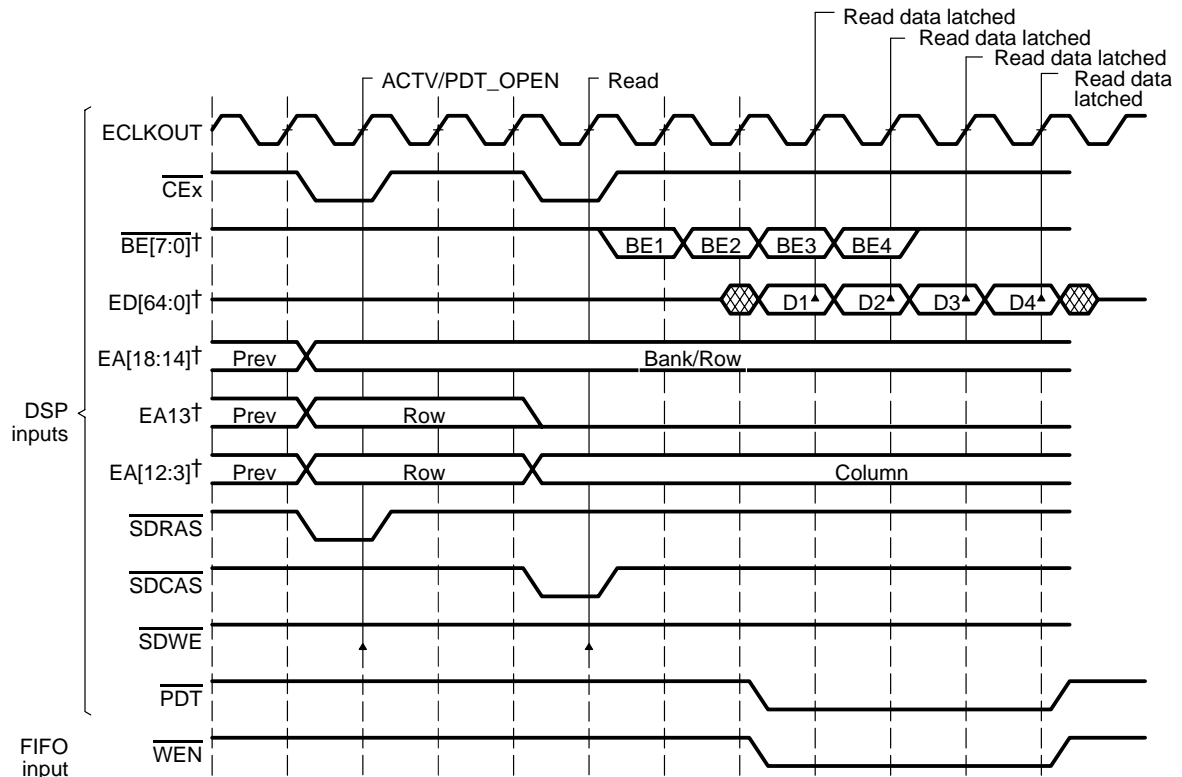 Read data latched
Read data latched
Read data latched
Read data
latched
ACTV/PDT_OPEN
Read
ECLKOUT
CEx
BE[7:0]†
BE1
BE2
BE3
BE4
ED[64:0]†
D1
D2
D3
D4
EA[18:14]†
Prev
Bank/Row
DSP
inputs
EA13†
Prev
Row
EA[12:3]†
Prev
Row
Column
SDRAS
SDCAS
SDWE
PDT
FIFO
input
WEN